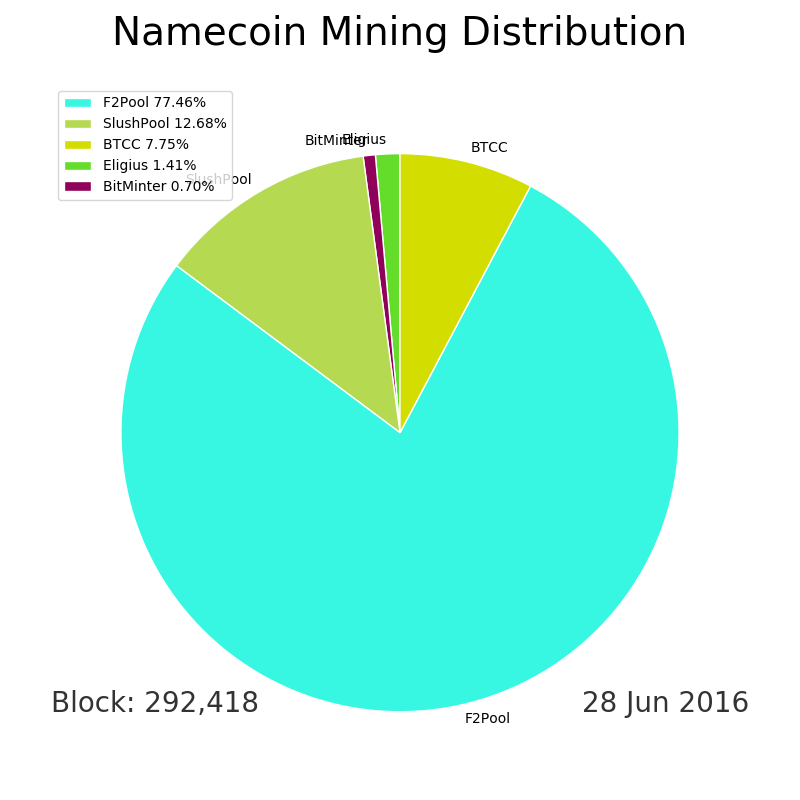 Namecoin Mining Distribution
F2Pool 77.46%
SlushPool 12.68%
BTCC 7.75%
Eligius 1.41%
BitMinter 0.70%
SlushPool
BitMinter
Eligius
BTCC
F2Pool
Block: 292,418
28 Jun 2016